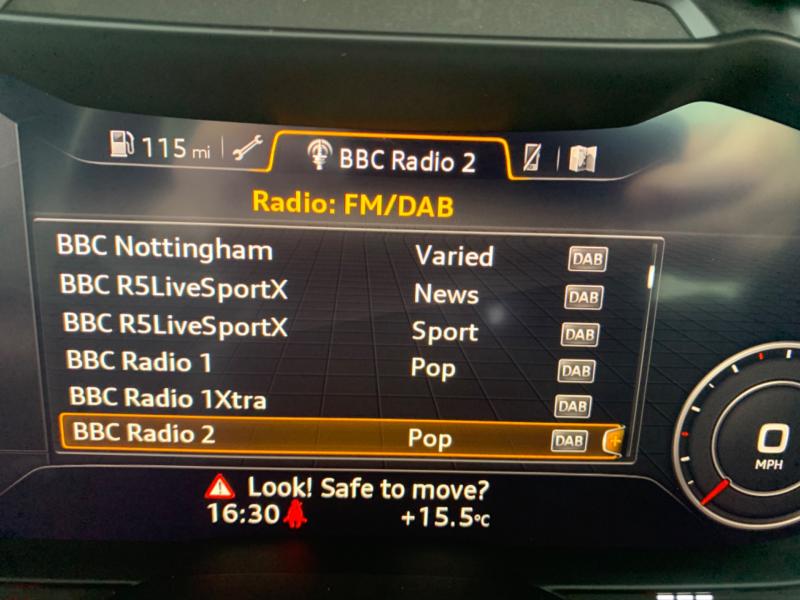 115 mi BBC Radio 2
Radio: FM/DAB
BBC Nottingham Varied DAB
BBC R5LiveSportX News DAB
BBC R5LiveSportX Sport DAB
BBC Radio 1 Pop DAB
BBC Radio 1Xtra DAB
BBC Radio 2 Pop DAB
0
MPH
Look! Safe to move?
16:30 +15.5°C